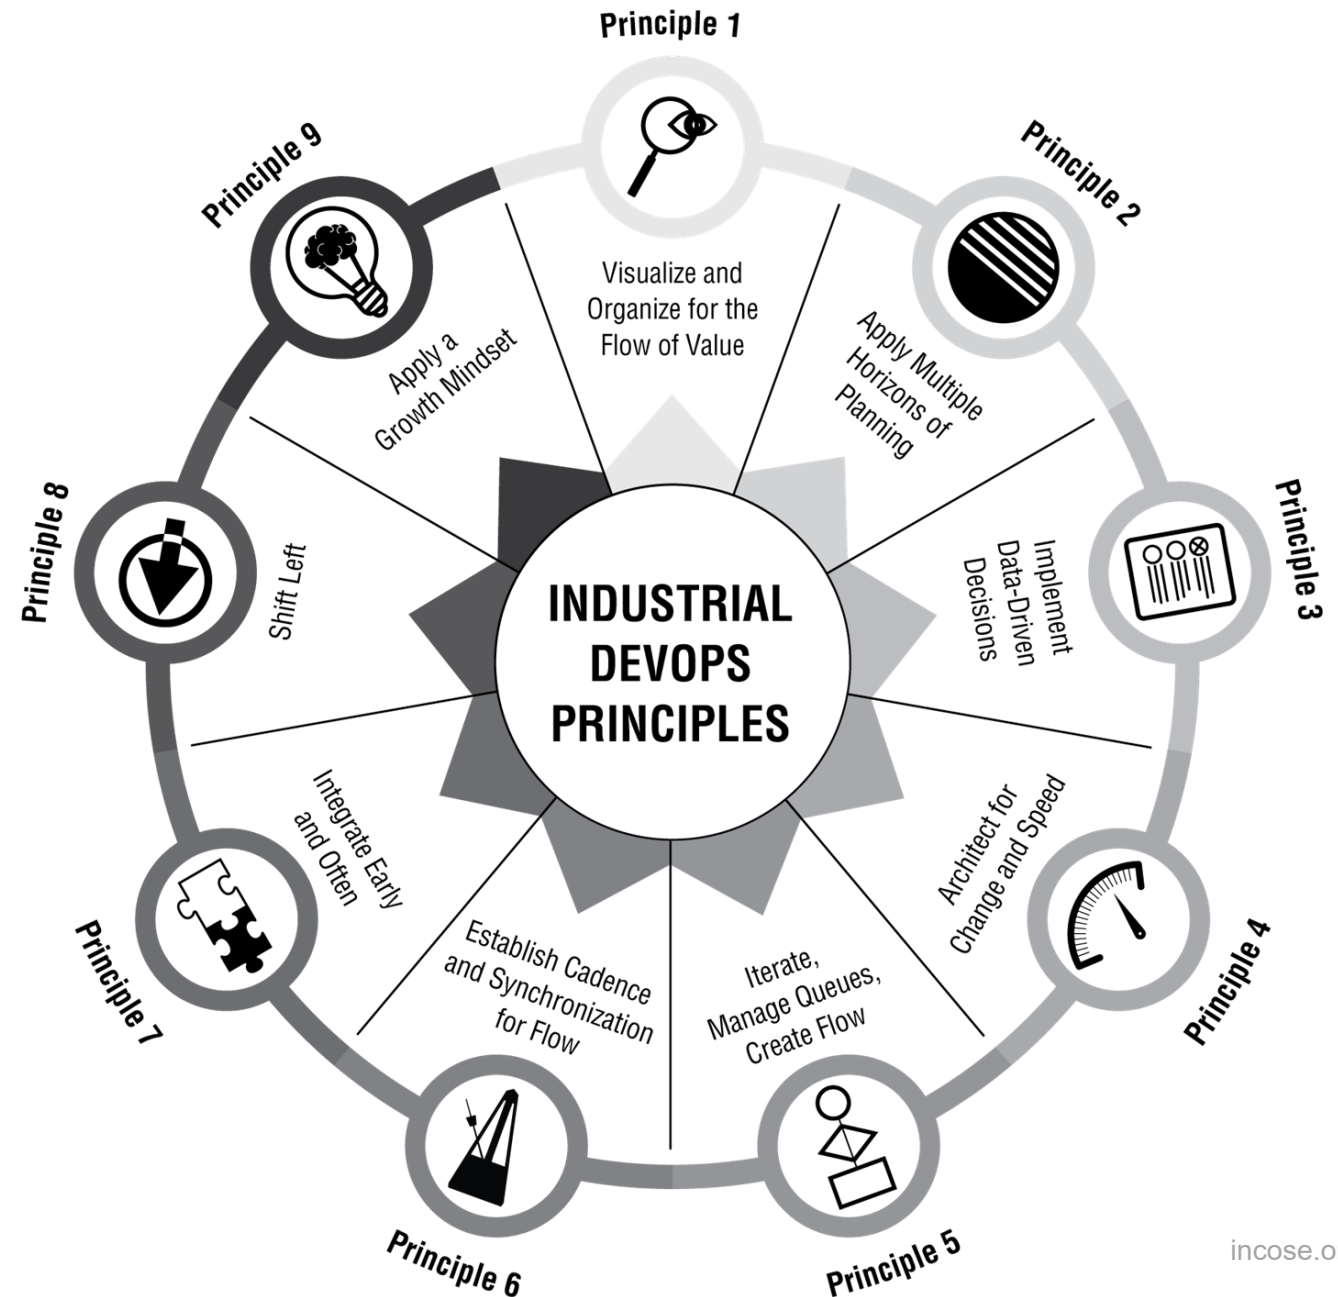 Principle 1
Visualize and
Organize for the
Flow of Value
Principle 2
Apply Multiple
Horizons of
Planning
Principle 3
Implement
Data-Driven
Decisions
Principle 4
Architect for
Change and Speed
Principle 5
Iterate,
Manage Queues,
Create Flow
Principle 6
Establish Cadence
and Synchronization
for Flow
Principle 7
Integrate Early
and Often
Principle 8
Shift Left
Principle 9
Apply a
Growth Mindset
INDUSTRIAL
DEVOPS
PRINCIPLES
incose.o